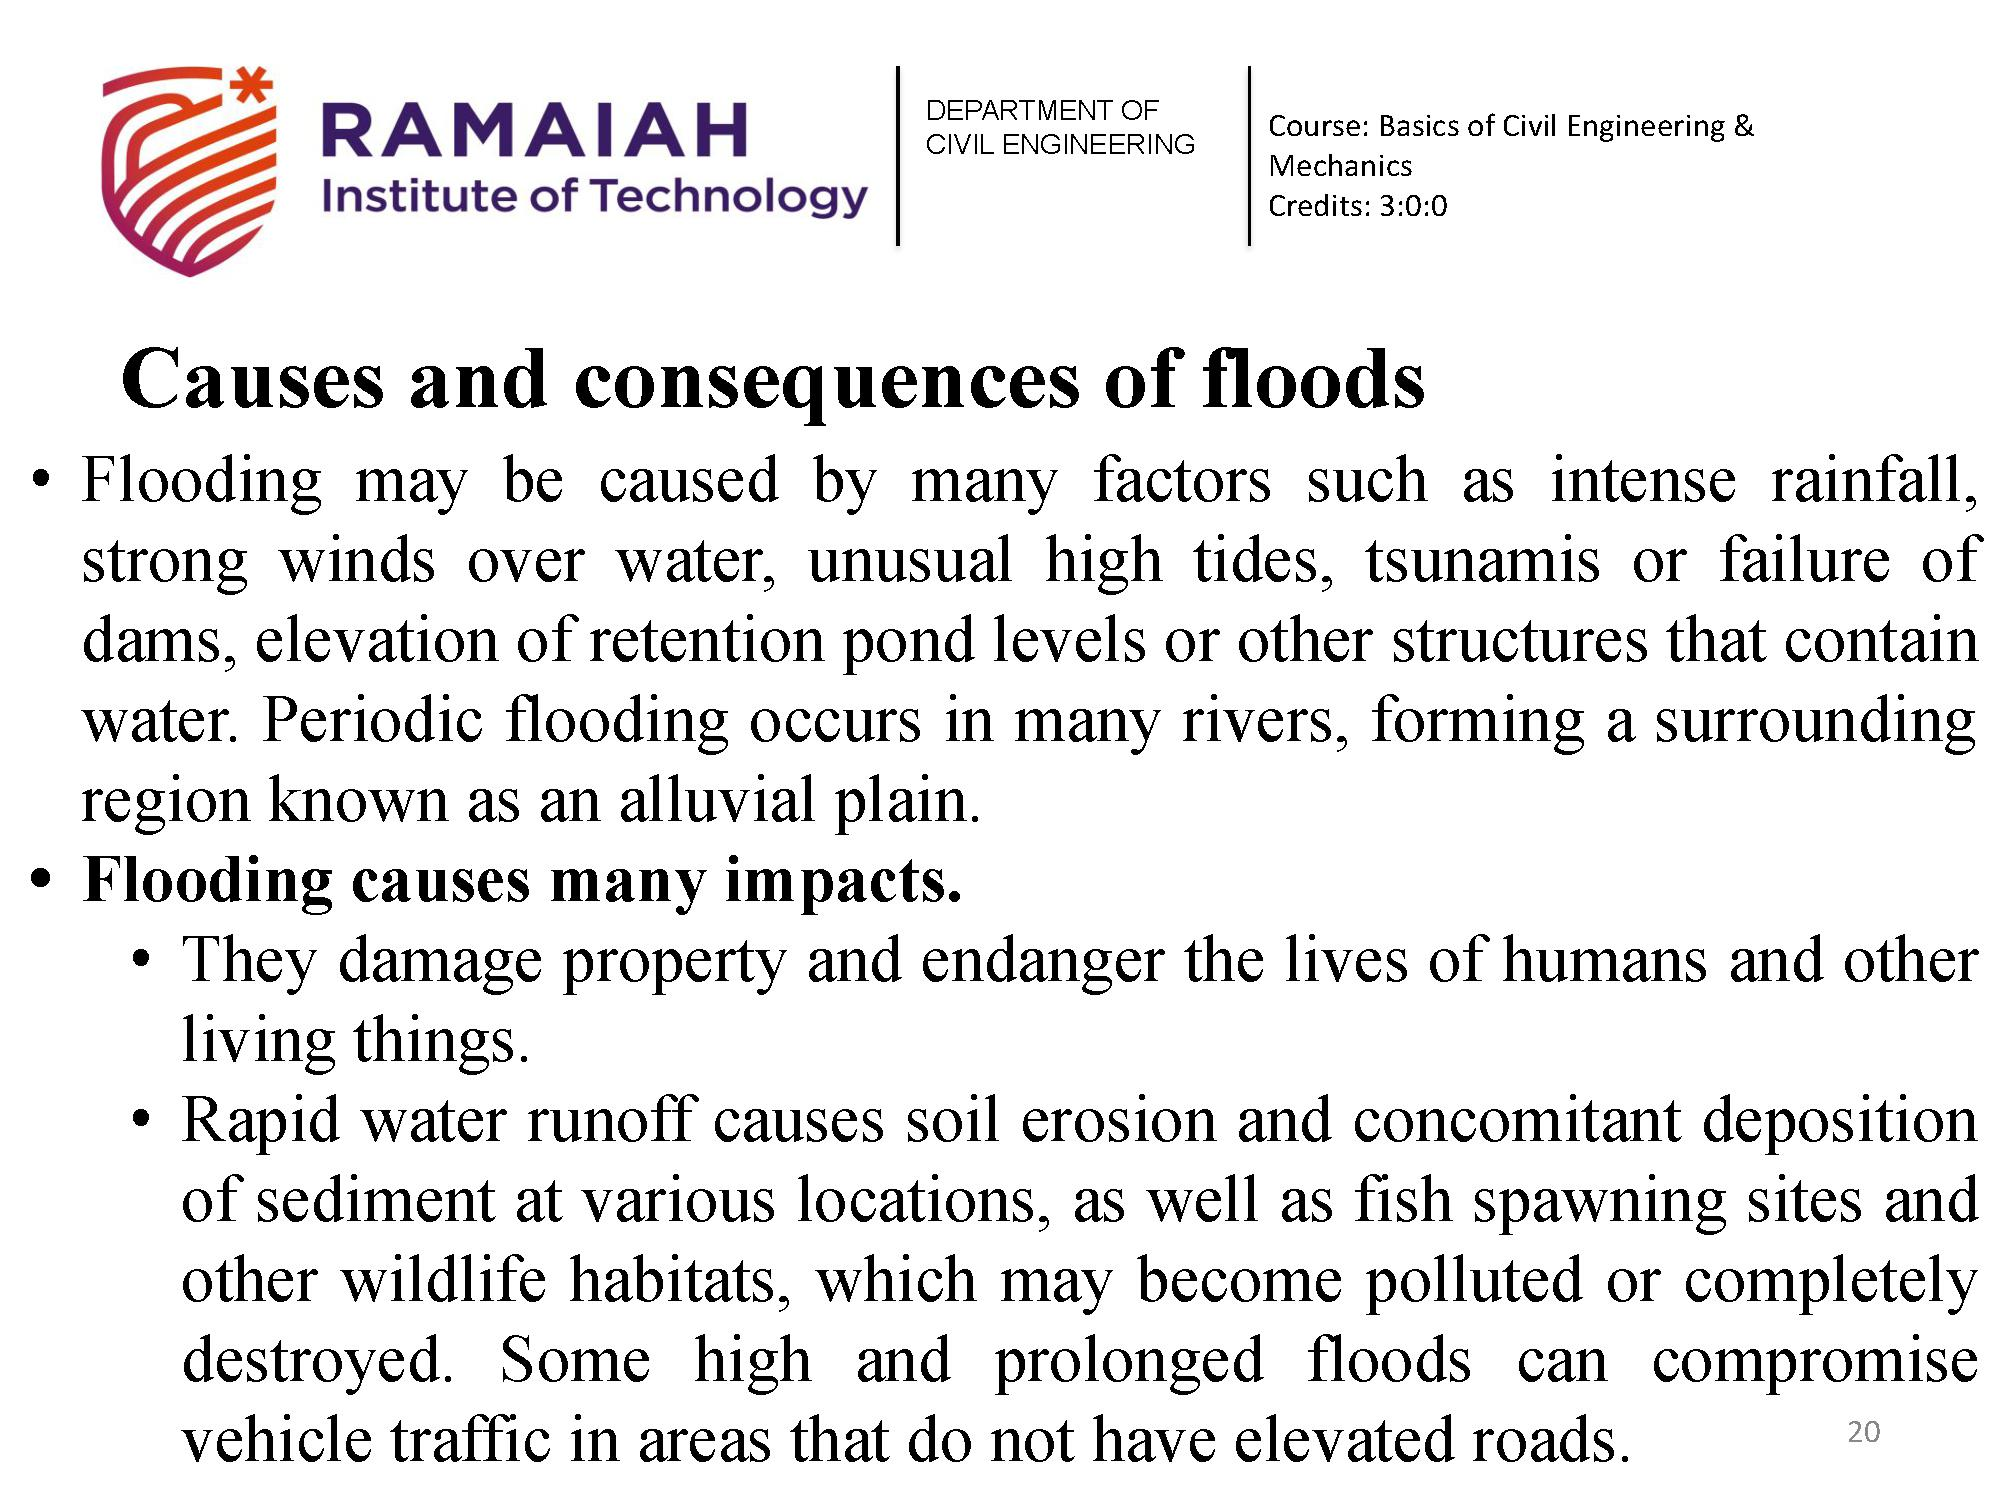 RAMAIAH
Institute of Technology
DEPARTMENT OF
CIVIL ENGINEERING
Course: Basics of Civil Engineering &
Mechanics
Credits: 3:0:0
Causes and consequences of floods
• Flooding may be caused by many factors such as intense rainfall,
strong winds over water, unusual high tides, tsunamis or failure of
dams, elevation of retention pond levels or other structures that contain
water. Periodic flooding occurs in many rivers, forming a surrounding
region known as an alluvial plain.
• Flooding causes many impacts.
• They damage property and endanger the lives of humans and other
living things.
• Rapid water runoff causes soil erosion and concomitant deposition
of sediment at various locations, as well as fish spawning sites and
other wildlife habitats, which may become polluted or completely
destroyed. Some high and prolonged floods can compromise
vehicle traffic in areas that do not have elevated roads.
20